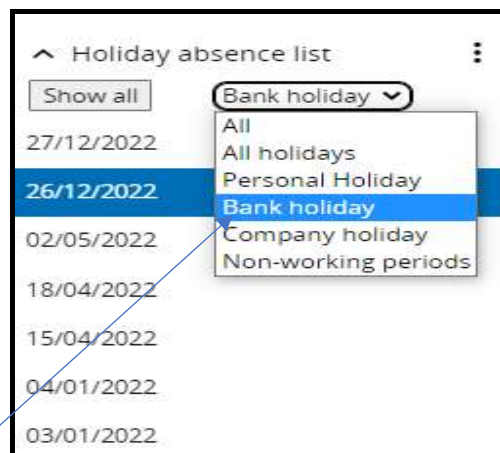 Holiday absence list
Show all Bank holiday
All
27/12/2022
All holidays
Personal Holiday
26/12/2022
Bank holiday
02/05/2022
Company holiday
Non-working periods
18/04/2022
15/04/2022
04/01/2022
03/01/2022